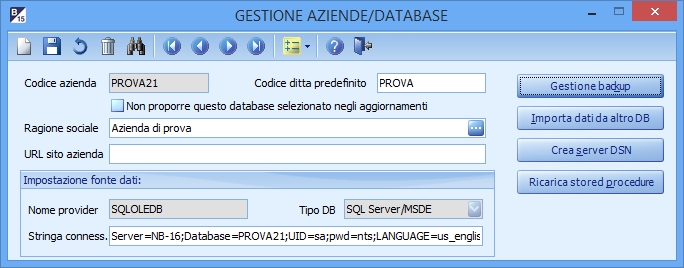 B
15
GESTIONE AZIENDE/DATABASE
Codice azienda PROVA21 Codice ditta predefinito PROVA
Non proporre questo database selezionato negli aggiornamenti
Ragione sociale Azienda di prova
URL sito azienda
Impostazione fonte dati:
Nome provider SQLOLEDB Tipo DB SQL Server/MSDE
Stringa conness. Server=NB-16;Database=PROVA21;UID=sa;pwd=nts;LANGUAGE=us_englis
Gestione backup
Importa dati da altro DB
Crea server DSN
Ricarica stored procedure